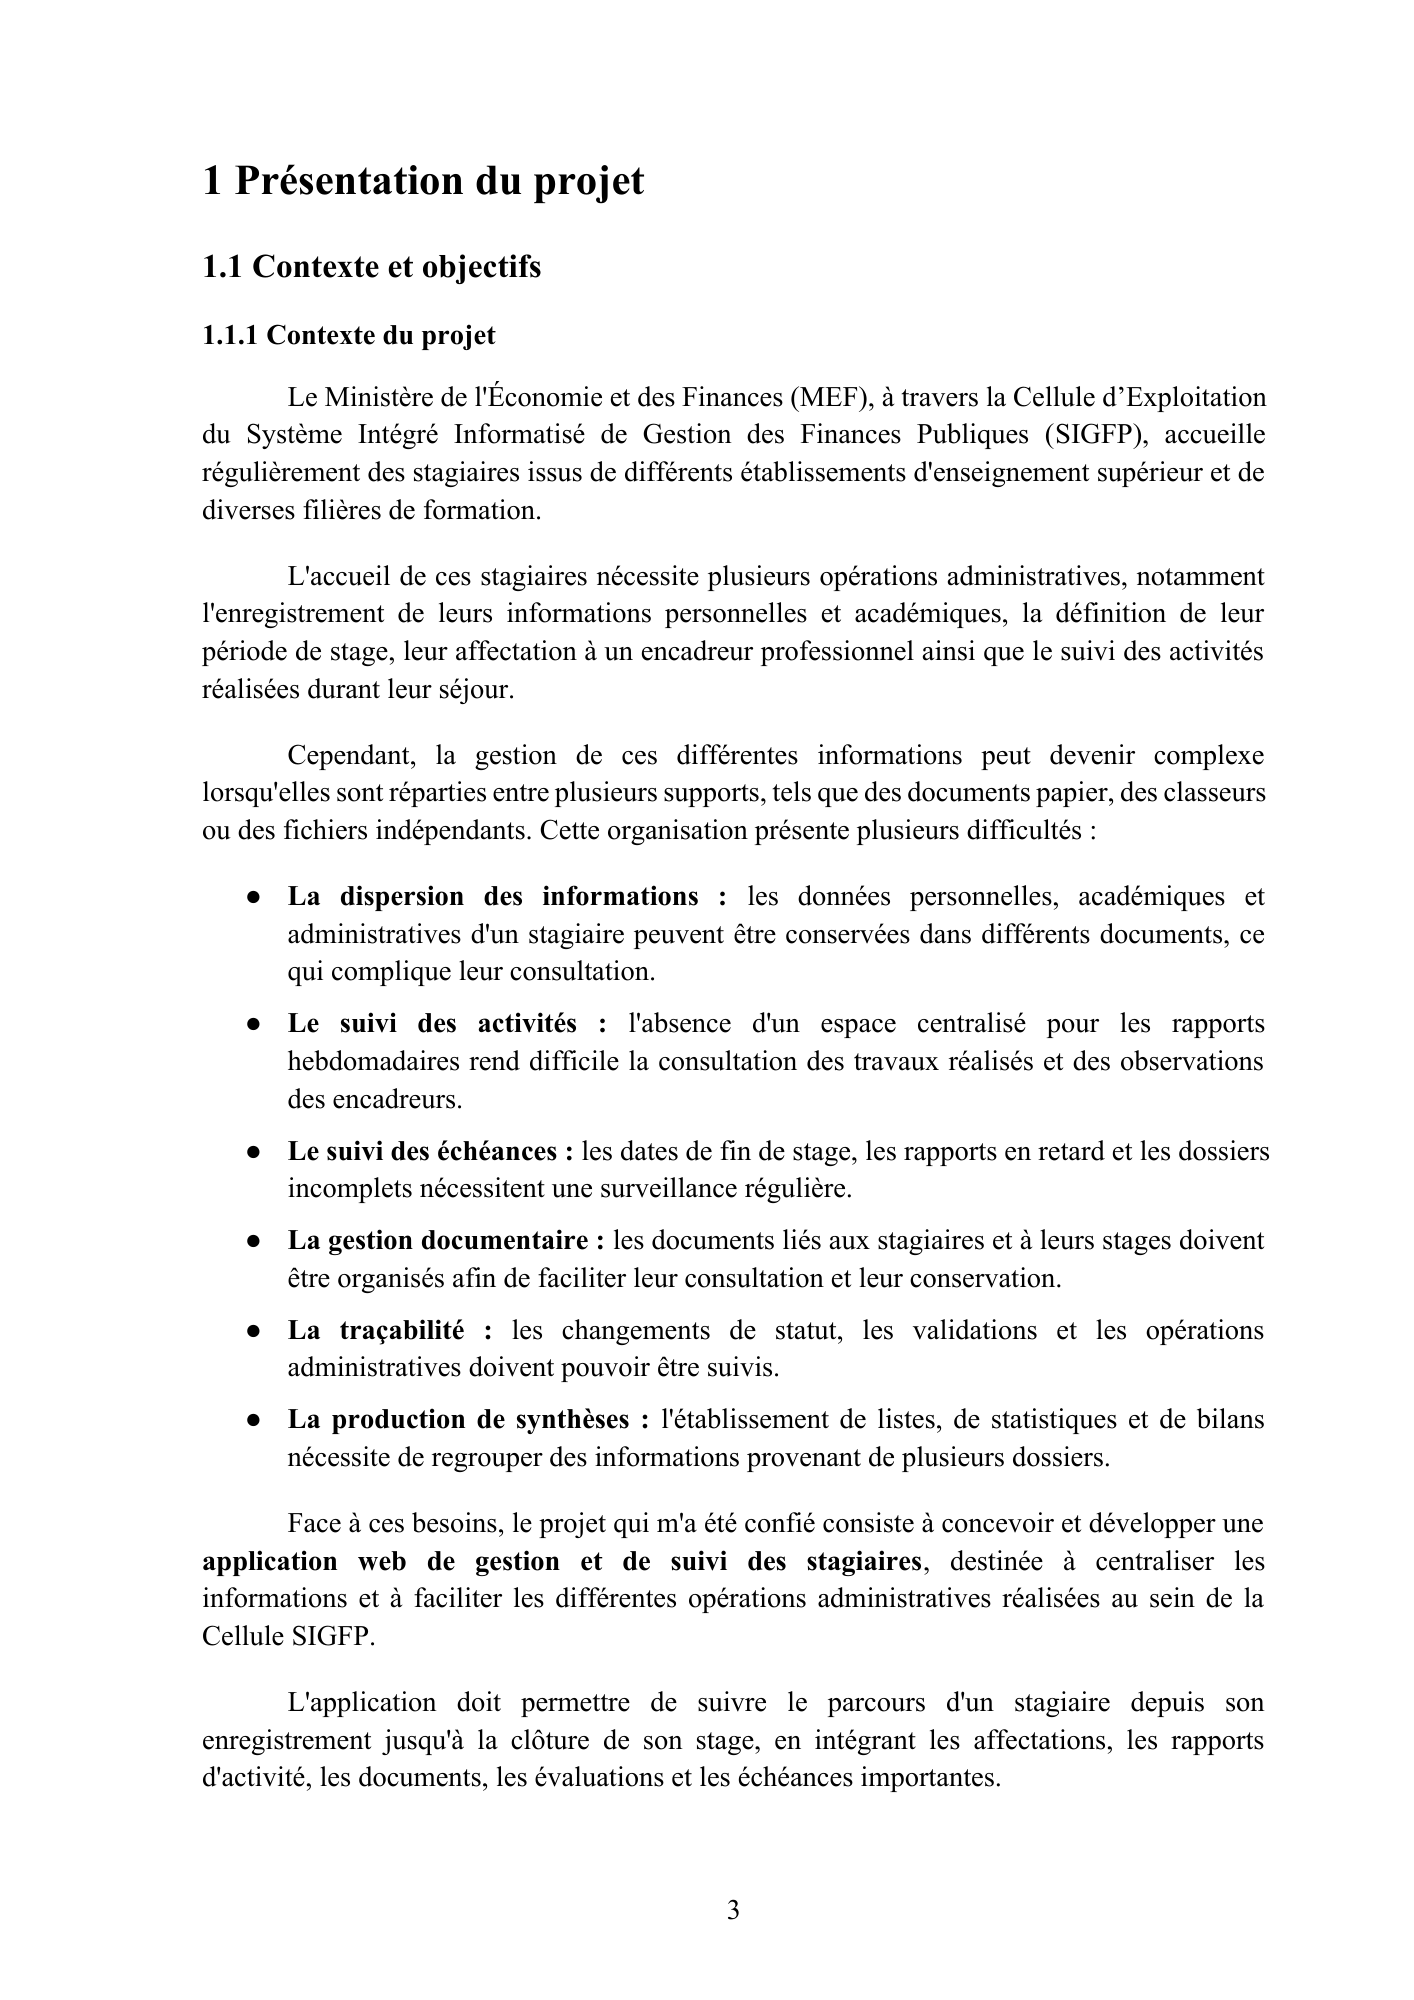 1 Présentation du projet
1.1 Contexte et objectifs
1.1.1 Contexte du projet
Le Ministère de l'Économie et des Finances (MEF), à travers la Cellule d’Exploitation
du Système Intégré Informatisé de Gestion des Finances Publiques (SIGFP), accueille
régulièrement des stagiaires issus de différents établissements d'enseignement supérieur et de
diverses filières de formation.
L'accueil de ces stagiaires nécessite plusieurs opérations administratives, notamment
l'enregistrement de leurs informations personnelles et académiques, la définition de leur
période de stage, leur affectation à un encadreur professionnel ainsi que le suivi des activités
réalisées durant leur séjour.
Cependant, la gestion de ces différentes informations peut devenir complexe
lorsqu'elles sont réparties entre plusieurs supports, tels que des documents papier, des classeurs
ou des fichiers indépendants. Cette organisation présente plusieurs difficultés :
● La dispersion des informations : les données personnelles, académiques et
administratives d'un stagiaire peuvent être conservées dans différents documents, ce
qui complique leur consultation.
● Le suivi des activités : l'absence d'un espace centralisé pour les rapports
hebdomadaires rend difficile la consultation des travaux réalisés et des observations
des encadreurs.
● Le suivi des échéances : les dates de fin de stage, les rapports en retard et les dossiers
incomplets nécessitent une surveillance régulière.
● La gestion documentaire : les documents liés aux stagiaires et à leurs stages doivent
être organisés afin de faciliter leur consultation et leur conservation.
● La traçabilité : les changements de statut, les validations et les opérations
administratives doivent pouvoir être suivis.
● La production de synthèses : l'établissement de listes, de statistiques et de bilans
nécessite de regrouper des informations provenant de plusieurs dossiers.
Face à ces besoins, le projet qui m'a été confié consiste à concevoir et développer une
application web de gestion et de suivi des stagiaires, destinée à centraliser les
informations et à faciliter les différentes opérations administratives réalisées au sein de la
Cellule SIGFP.
L'application doit permettre de suivre le parcours d'un stagiaire depuis son
enregistrement jusqu'à la clôture de son stage, en intégrant les affectations, les rapports
d'activité, les documents, les évaluations et les échéances importantes.
3